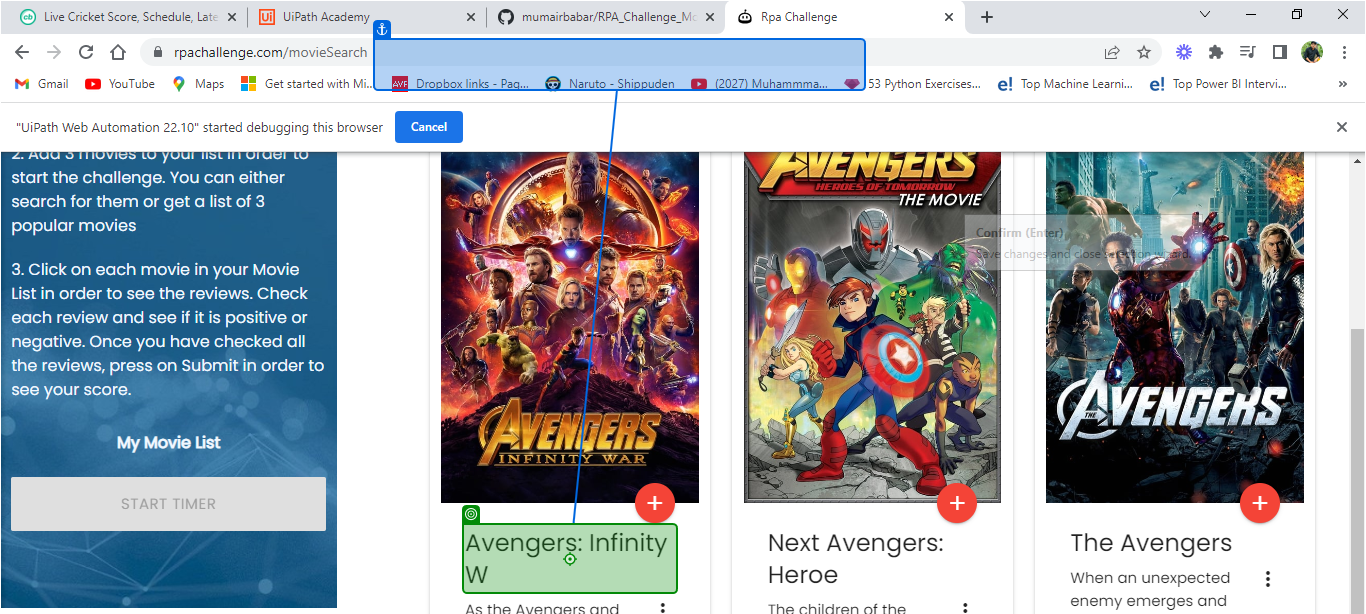 Live Cricket Score, Schedule, Late
UiPath Academy
mumairbabar/RPA_Challenge_Mo
Rpa Challenge
rpachallenge.com/movieSearch
Gmail
YouTube
Maps
Get started with Mi...
Dropbox links - Paq...
Naruto - Shippuden
(2027) Muhammma...
53 Python Exercises...
Top Machine Learni...
Top Power BI Intervi...
"UiPath Web Automation 22.10" started debugging this browser
Cancel
2. Add 3 movies to your list in order to
start the challenge. You can either
search for them or get a list of 3
popular movies
3. Click on each movie in your Movie
List in order to see the reviews. Check
each review and see if it is positive or
negative. Once you have checked all
the reviews, press on Submit in order to
see your score.
My Movie List
START TIMER
AVENGERS
INFINITY WAR
Avengers: Infinity
W
As the Avengers and
AVENGERS
HEROES OF TOMORROW
THE MOVIE
Next Avengers:
Heroe
The children of the
Confirm (Enter)
Save changes and close selection wizard.
THE AVENGERS
The Avengers
When an unexpected
enemy emerges and